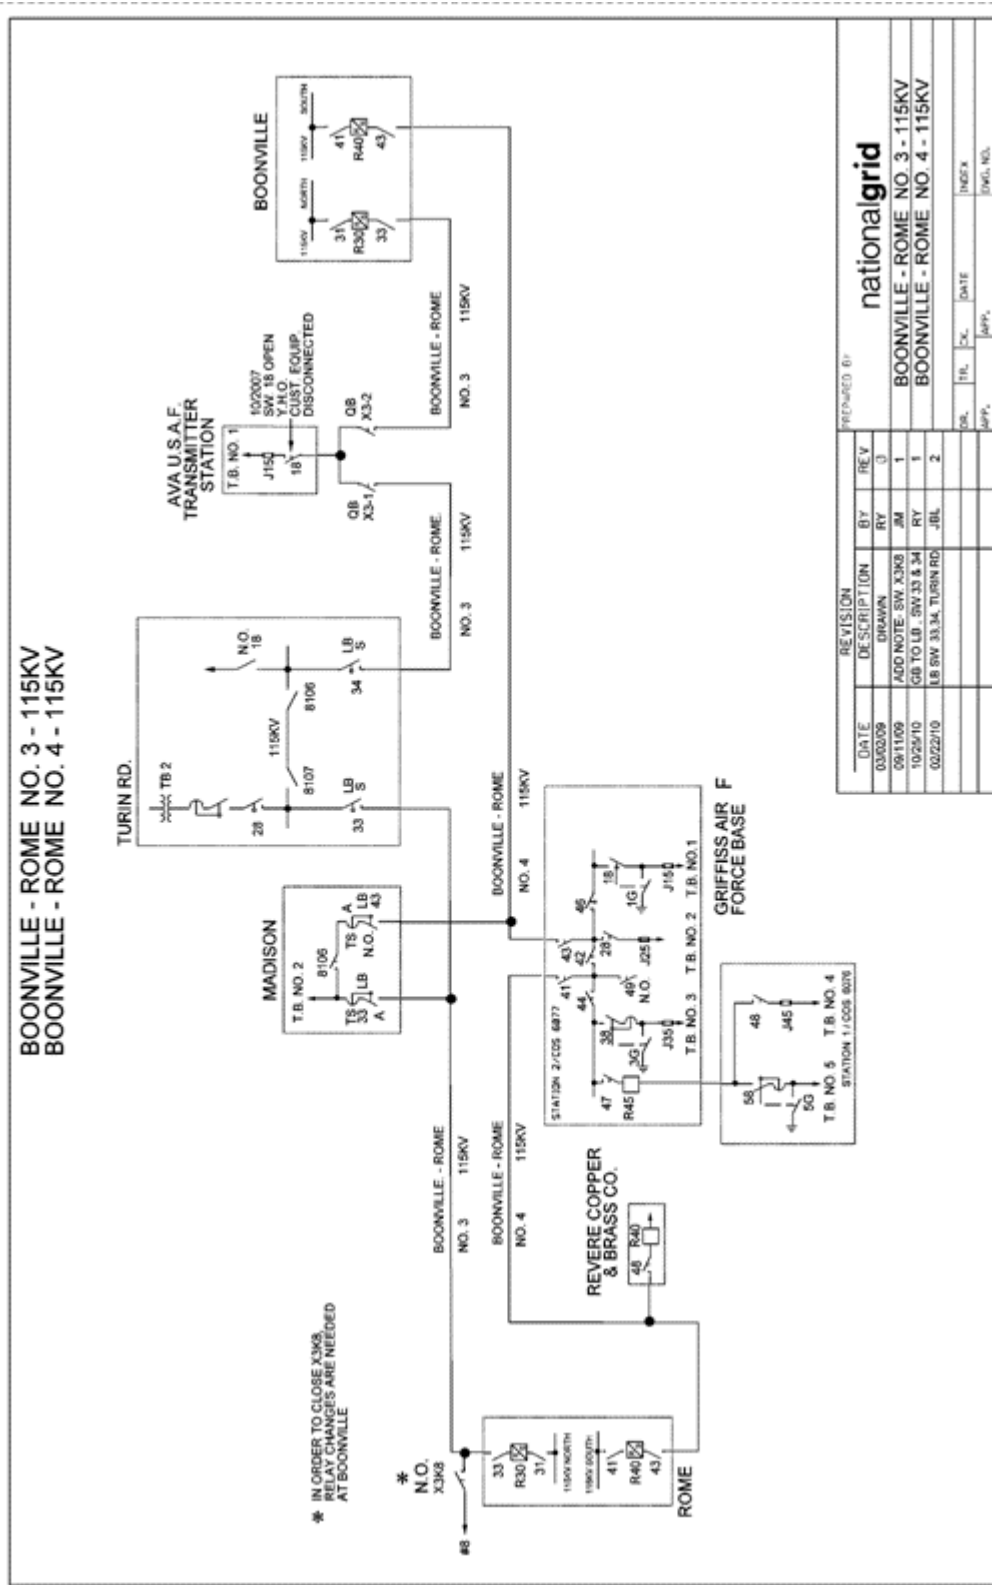 BOONVILLE - ROME NO. 3 - 115KV
BOONVILLE - ROME NO. 4 - 115KV
* IN ORDER TO CLOSE X3K8,
RELAY CHANGES ARE NEEDED
AT BOONVILLE
*
N.O.
X3K8
#8
ROME
33
R30
31
115KV NORTH
115KV SOUTH
41
R40
43
BOONVILLE - ROME
NO. 3 115KV
BOONVILLE - ROME
NO. 4 115KV
REVERE COPPER
& BRASS CO.
48
R40
MADISON
T.B. NO. 2
8106
TS
33
LB
A
TS
N.O.
A
LB
43
TURIN RD.
TB 2
28
33
LB
S
8107
115KV
8106
N.O.
18
34
LB
S
BOONVILLE - ROME
NO. 4 115KV
STATION 2/COS 6077
47
R45
44
38
3G
J35
T.B. NO. 3
41
49
N.O.
43
42
28
J25
T.B. NO. 2
46
18
1G
J15
T.B. NO.1
GRIFFISS AIR F
FORCE BASE
58
5G
T.B. NO. 5
48
J45
T.B. NO. 4
STATION 1 / COS 6076
BOONVILLE - ROME
NO. 3 115KV
AVA U.S.A.F.
TRANSMITTER
STATION
T.B. NO. 1
J15
18
10/2007
SW. 18 OPEN
Y.H.O.
CUST. EQUIP.
DISCONNECTED
QB
X3-1
QB
X3-2
BOONVILLE - ROME
NO. 3 115KV
BOONVILLE
115KV NORTH
31
R30
33
115KV SOUTH
41
R40
43
REVISION
DATE DESCRIPTION BY REV
03/02/09 DRAWN RY 0
09/11/09 ADD NOTE- SW. X3K8 JM 1
10/25/10 GB TO LB . SW 33 & 34 RY 1
02/22/10 LB SW 33,34, TURIN RD JBL 2
PREPARED BY
nationalgrid
BOONVILLE - ROME NO. 3 - 115KV
BOONVILLE - ROME NO. 4 - 115KV
DR. TR. CK. DATE INDEX
APP. APP. DWG. NO.